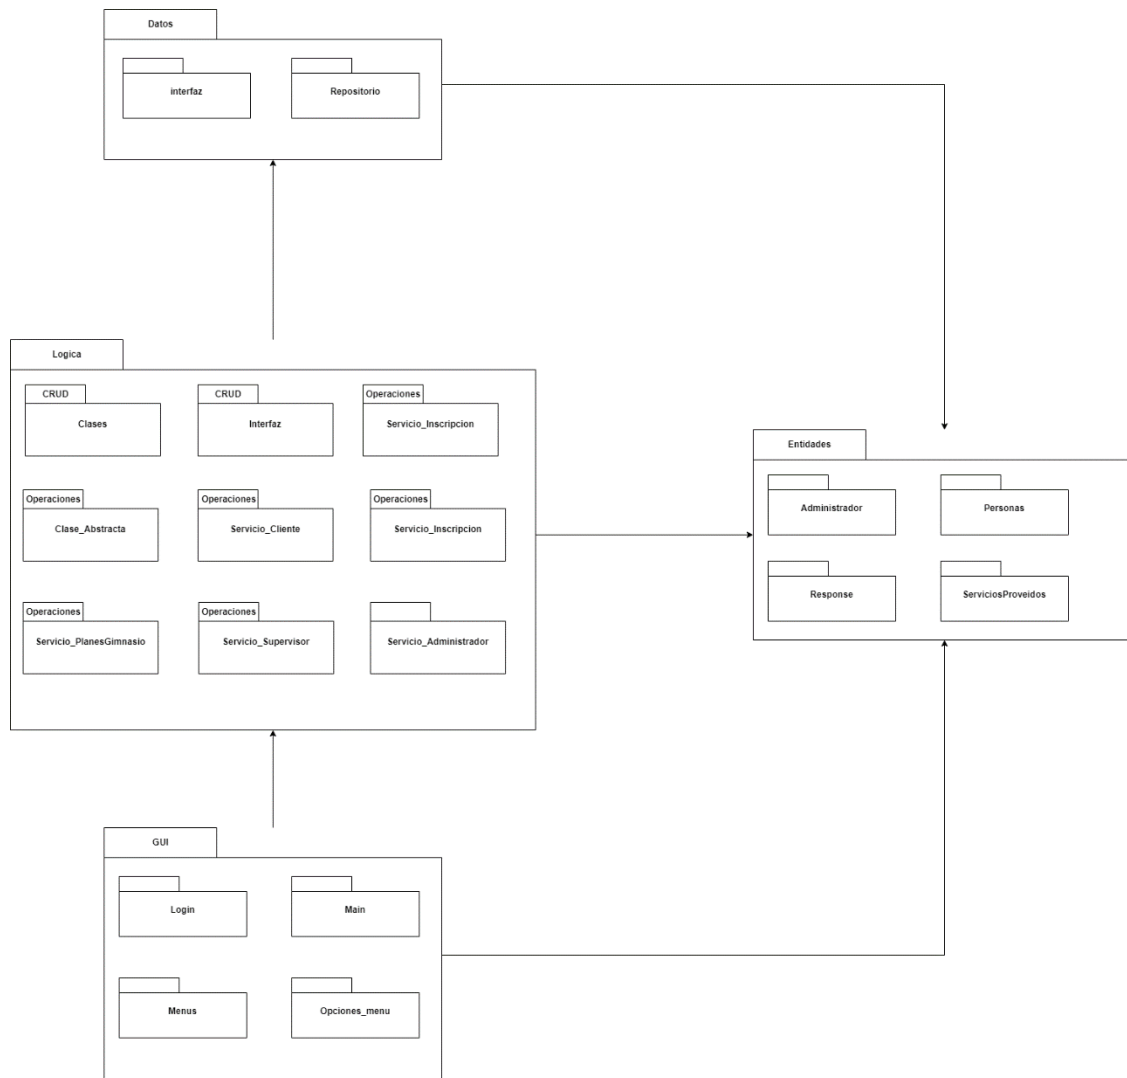 Datos
interfaz
Repositorio
Logica
CRUD
Clases
CRUD
Interfaz
Operaciones
Servicio_Inscripcion
Operaciones
Clase_Abstracta
Operaciones
Servicio_Cliente
Operaciones
Servicio_Inscripcion
Operaciones
Servicio_PlanesGimnasio
Operaciones
Servicio_Supervisor
Servicio_Administrador
Entidades
Administrador
Personas
Response
ServiciosProveidos
GUI
Login
Main
Menus
Opciones_menu